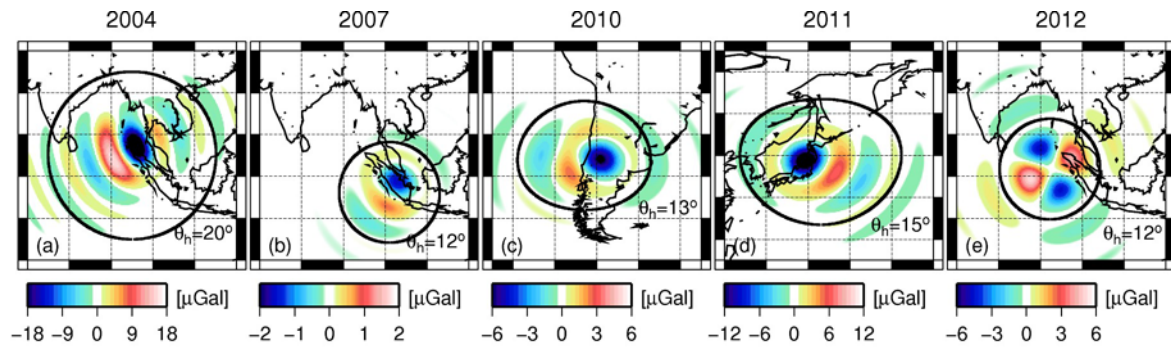 2004 2007 2010 2011 2012
(a) θh=20° (b) θh=12° (c) θh=13° (d) θh=15° (e) θh=12°
[μGal] [μGal] [μGal] [μGal] [μGal]
−18 −9 0 9 18 −2 −1 0 1 2 −6 −3 0 3 6 −12 −6 0 6 12 −6 −3 0 3 6